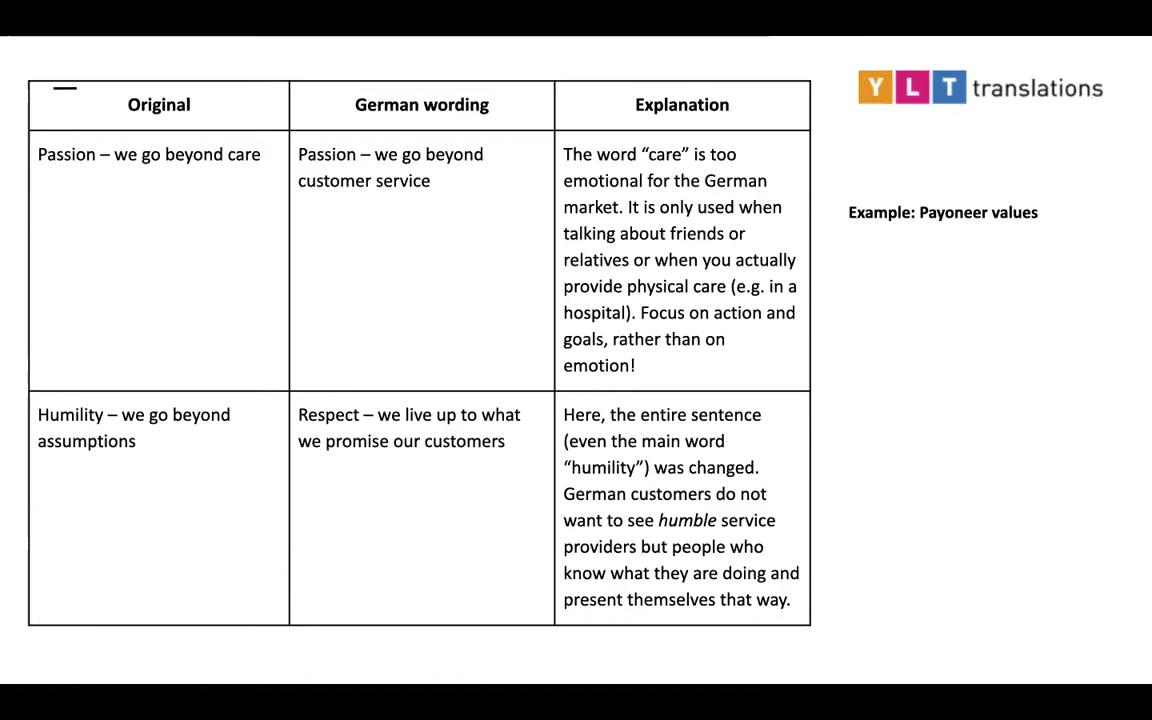 YLT translations
Original
German wording
Explanation
Passion – we go beyond care
Passion – we go beyond
customer service
The word “care” is too
emotional for the German
market. It is only used when
talking about friends or
relatives or when you actually
provide physical care (e.g. in a
hospital). Focus on action and
goals, rather than on
emotion!
Humility – we go beyond
assumptions
Respect – we live up to what
we promise our customers
Here, the entire sentence
(even the main word
“humility”) was changed.
German customers do not
want to see humble service
providers but people who
know what they are doing and
present themselves that way.
Example: Payoneer values